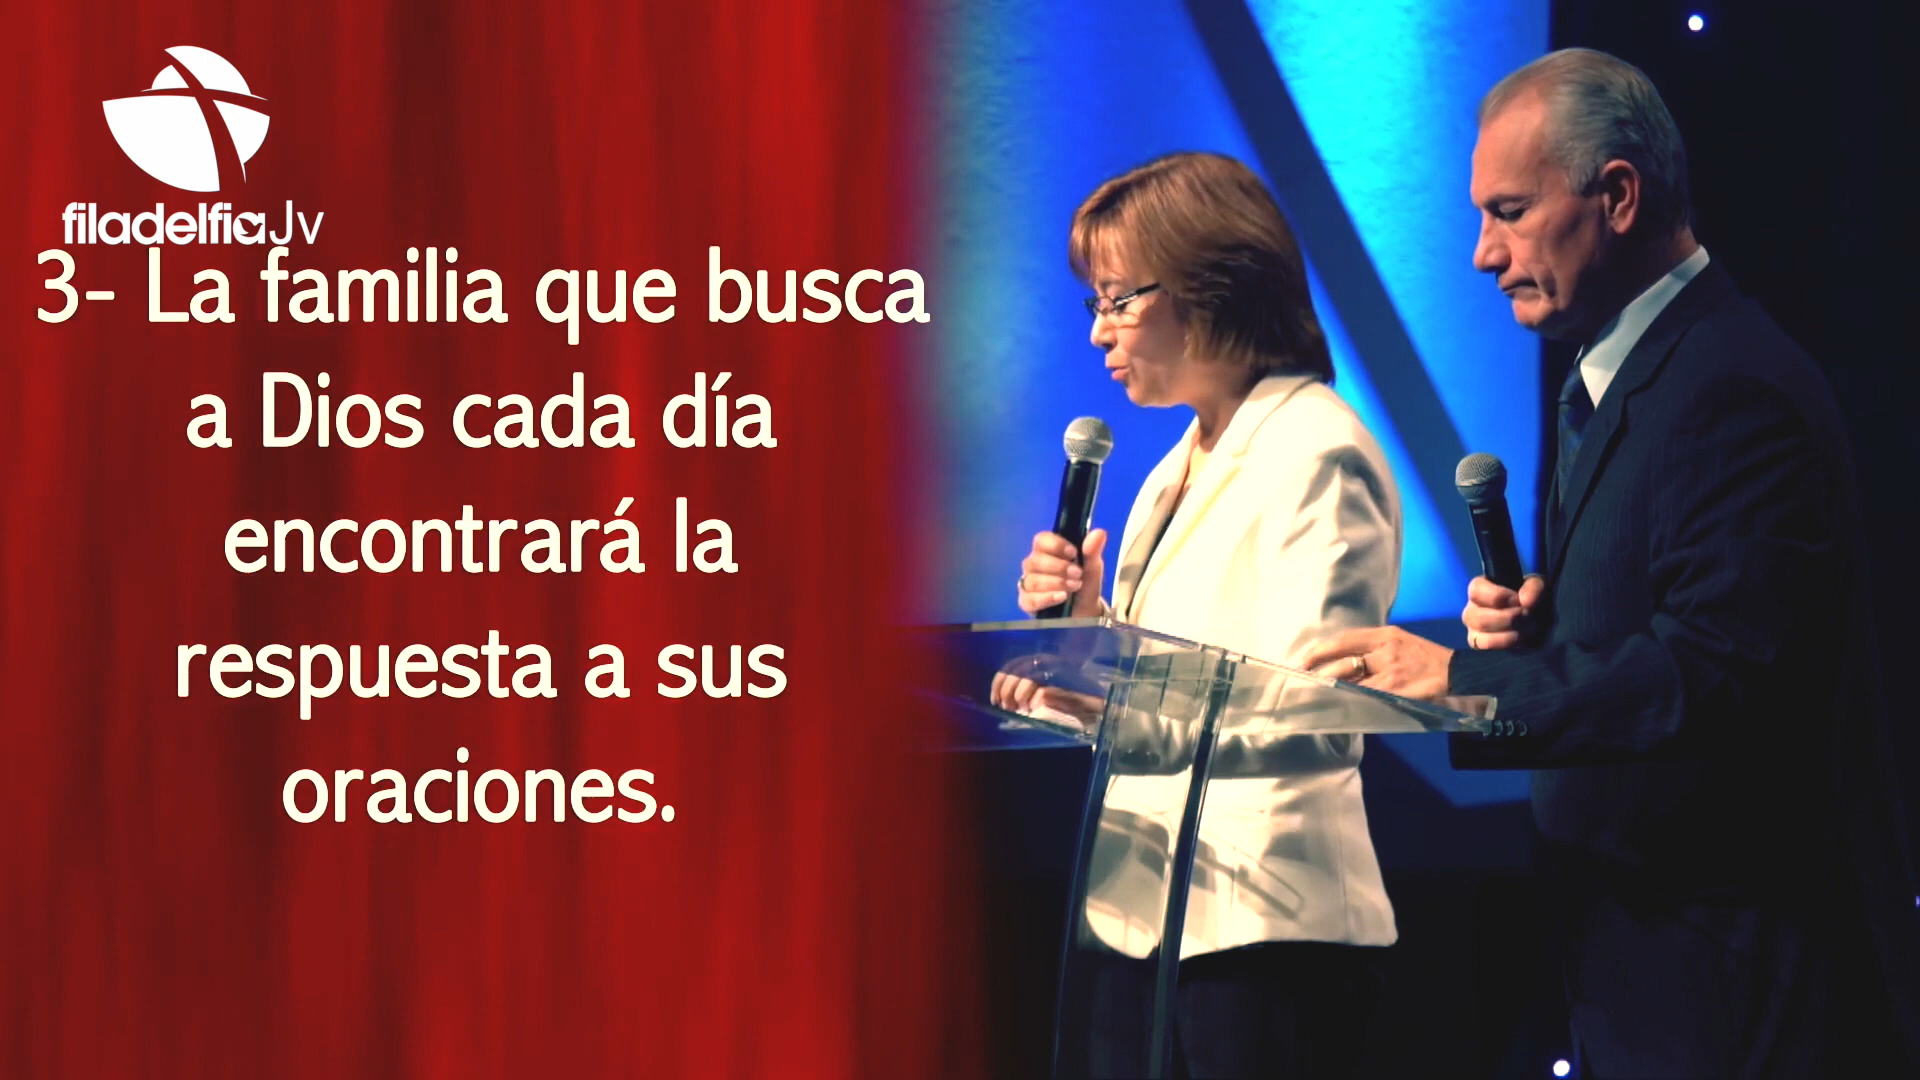 filadelfiaJv
3- La familia que busca
a Dios cada día
encontrará la
respuesta a sus
oraciones.